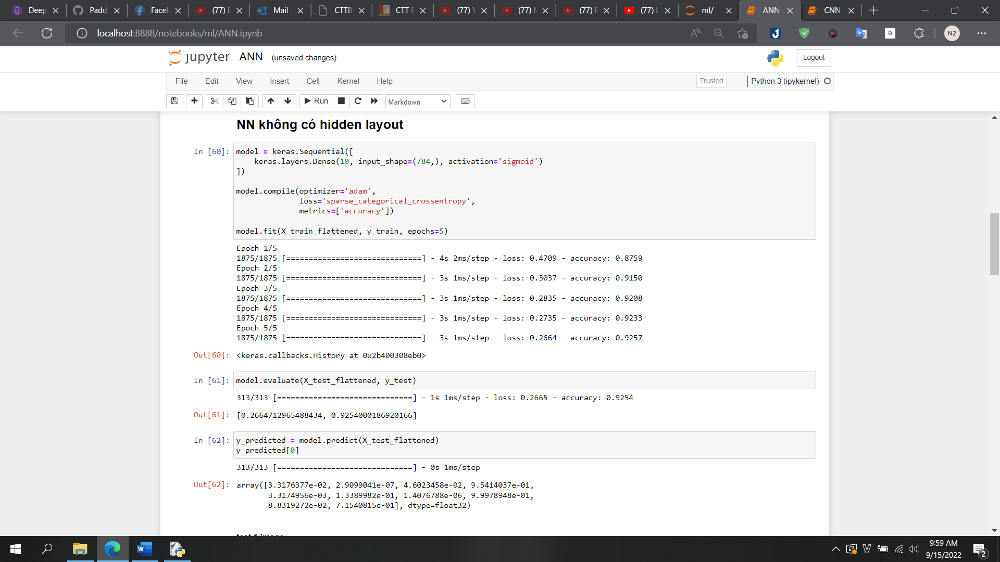 Deep
Padd
Faceb
(77) E
Mail -
CTTB
CTT Đ
(77) Y
(77) M
(77) E
(77) L
ml/
ANN
CNN
localhost:8888/notebooks/ml/ANN.ipynb
N2
jupyter ANN (unsaved changes)
Logout
File Edit View Insert Cell Kernel Help
Trusted
Python 3 (ipykernel)
Run
Markdown
NN không có hidden layout
In [60]: model = keras.Sequential([
    keras.layers.Dense(10, input_shape=(784,), activation='sigmoid')
])
model.compile(optimizer='adam',
              loss='sparse_categorical_crossentropy',
              metrics=['accuracy'])
model.fit(X_train_flattened, y_train, epochs=5)
Epoch 1/5
1875/1875 [==============================] - 4s 2ms/step - loss: 0.4709 - accuracy: 0.8759
Epoch 2/5
1875/1875 [==============================] - 3s 1ms/step - loss: 0.3037 - accuracy: 0.9150
Epoch 3/5
1875/1875 [==============================] - 3s 1ms/step - loss: 0.2835 - accuracy: 0.9208
Epoch 4/5
1875/1875 [==============================] - 3s 1ms/step - loss: 0.2735 - accuracy: 0.9233
Epoch 5/5
1875/1875 [==============================] - 3s 1ms/step - loss: 0.2664 - accuracy: 0.9257
Out[60]: <keras.callbacks.History at 0x2b400308eb0>
In [61]: model.evaluate(X_test_flattened, y_test)
313/313 [==============================] - 1s 1ms/step - loss: 0.2665 - accuracy: 0.9254
Out[61]: [0.2664712965488434, 0.9254000186920166]
In [62]: y_predicted = model.predict(X_test_flattened)
y_predicted[0]
313/313 [==============================] - 0s 1ms/step
Out[62]: array([3.3176377e-02, 2.9099041e-07, 4.6023458e-02, 9.5414037e-01,
       3.3174956e-03, 1.3389982e-01, 1.4076788e-06, 9.9978948e-01,
       8.8319272e-02, 7.1540815e-01], dtype=float32)
test 1 image
9:59 AM
9/15/2022
2